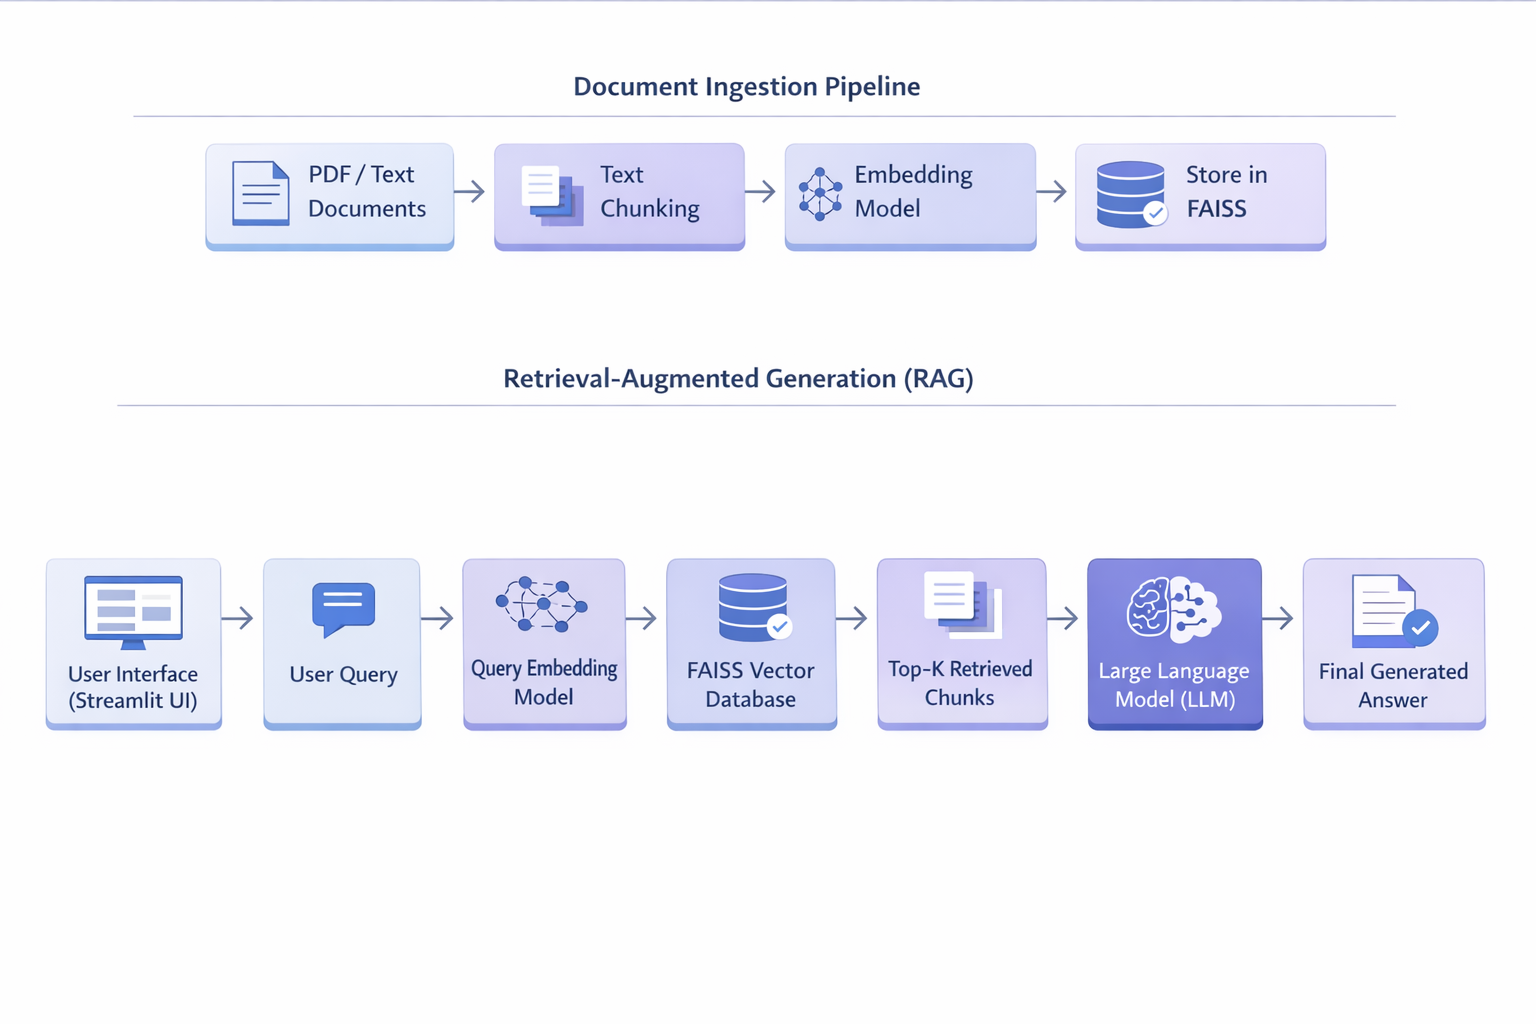 Document Ingestion Pipeline
PDF / Text
Documents
Text
Chunking
Embedding
Model
Store in
FAISS
Retrieval-Augmented Generation (RAG)
User Interface
(Streamlit UI)
User Query
Query Embedding
Model
FAISS Vector
Database
Top-K Retrieved
Chunks
Large Language
Model (LLM)
Final Generated
Answer